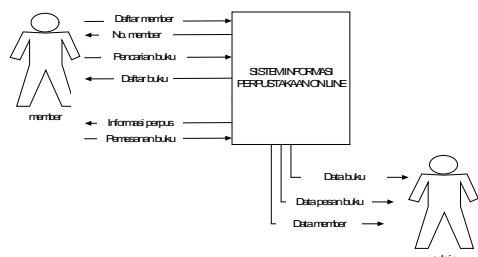 Daftar member
No. member
Pencarian buku
Daftar buku
Informasi perpus
Pemesanan buku
member
SISTEM INFORMASI
PERPUSTAKAAN ONLINE
Data buku
Data pesan buku
Data member